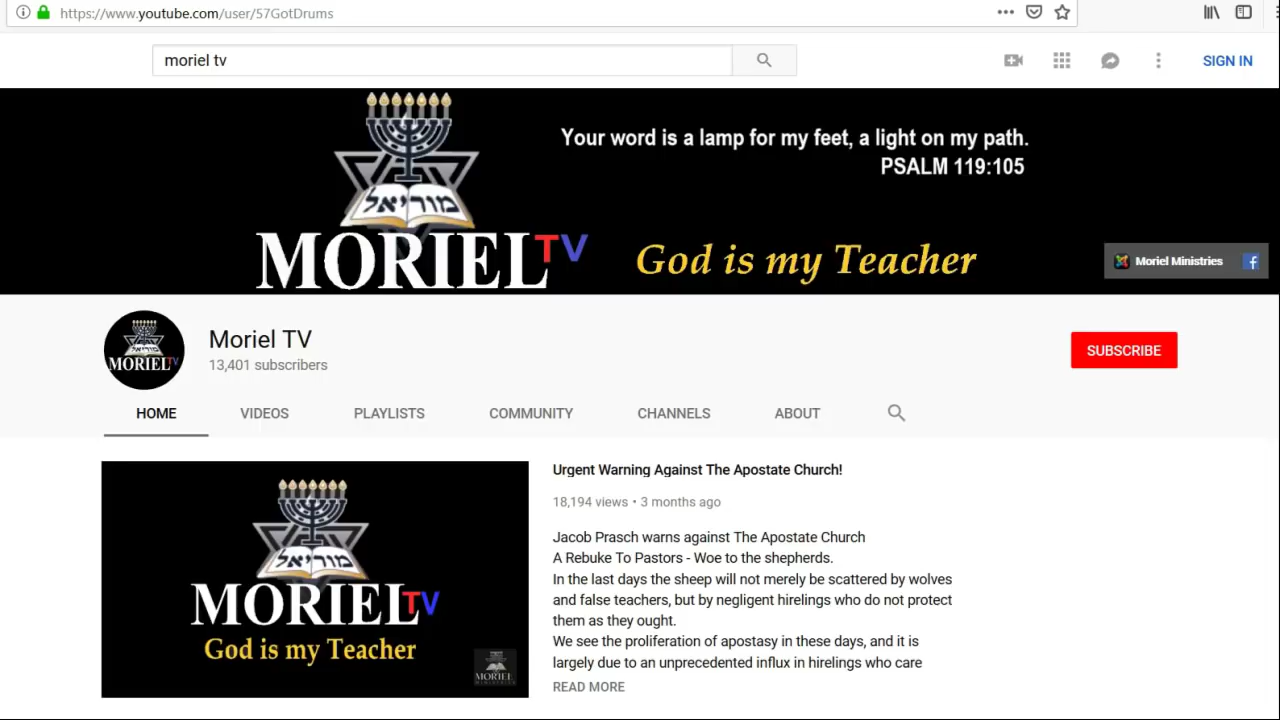 https://www.youtube.com/user/57GotDrums
moriel tv
SIGN IN
Your word is a lamp for my feet, a light on my path.
PSALM 119:105
מוריאל
MORIEL TV
God is my Teacher
Moriel Ministries
MORIEL TV
Moriel TV
13,401 subscribers
SUBSCRIBE
HOME VIDEOS PLAYLISTS COMMUNITY CHANNELS ABOUT
מוריאל
MORIEL TV
God is my Teacher
MORIEL
MINISTRIES
Urgent Warning Against The Apostate Church!
18,194 views • 3 months ago
Jacob Prasch warns against The Apostate Church
A Rebuke To Pastors - Woe to the shepherds.
In the last days the sheep will not merely be scattered by wolves
and false teachers, but by negligent hirelings who do not protect
them as they ought.
We see the proliferation of apostasy in these days, and it is
largely due to an unprecedented influx in hirelings who care
READ MORE